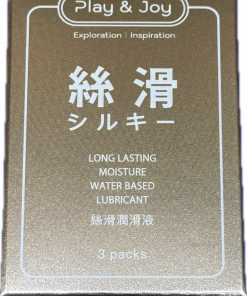 Play & Joy
Exploration | Inspiration
絲滑
シルキー
LONG LASTING
MOISTURE
WATER BASED
LUBRICANT
絲滑潤滑液
3 packs